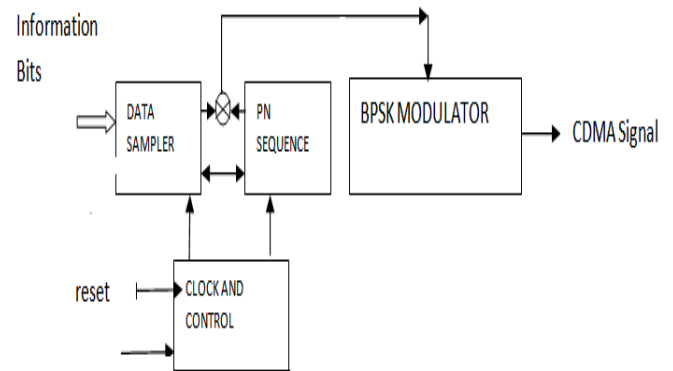 Information
Bits
DATA
SAMPLER
PN
SEQUENCE
BPSK MODULATOR
CDMA Signal
reset
CLOCK AND
CONTROL